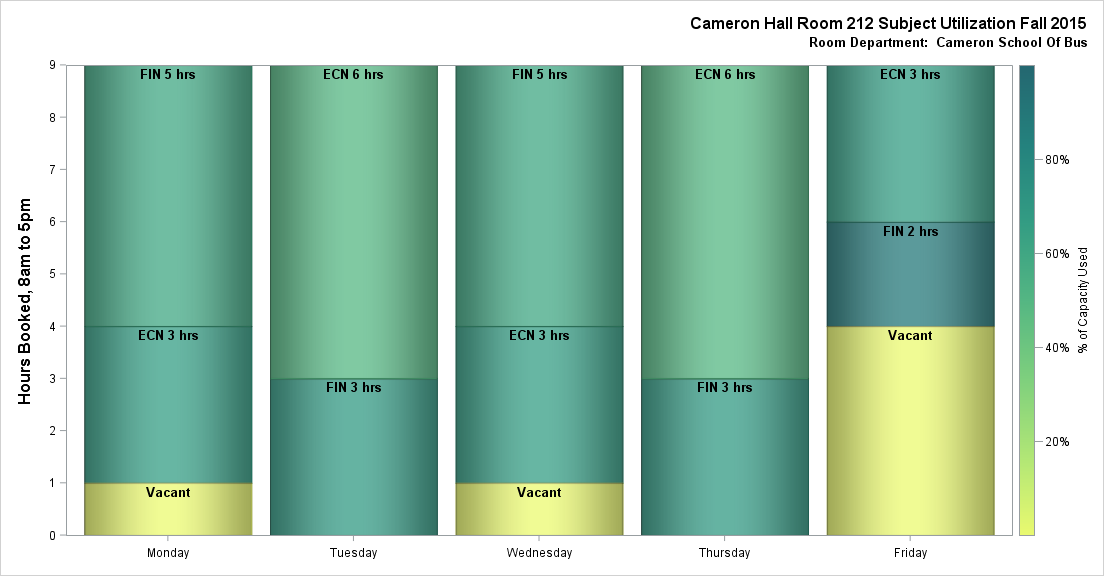 Cameron Hall Room 212 Subject Utilization Fall 2015
Room Department: Cameron School Of Bus
Hours Booked, 8am to 5pm
9
8
7
6
5
4
3
2
1
0
FIN 5 hrs
ECN 3 hrs
Vacant
Monday
ECN 6 hrs
FIN 3 hrs
Tuesday
FIN 5 hrs
ECN 3 hrs
Vacant
Wednesday
ECN 6 hrs
FIN 3 hrs
Thursday
ECN 3 hrs
FIN 2 hrs
Vacant
Friday
80%
60%
40%
20%
% of Capacity Used